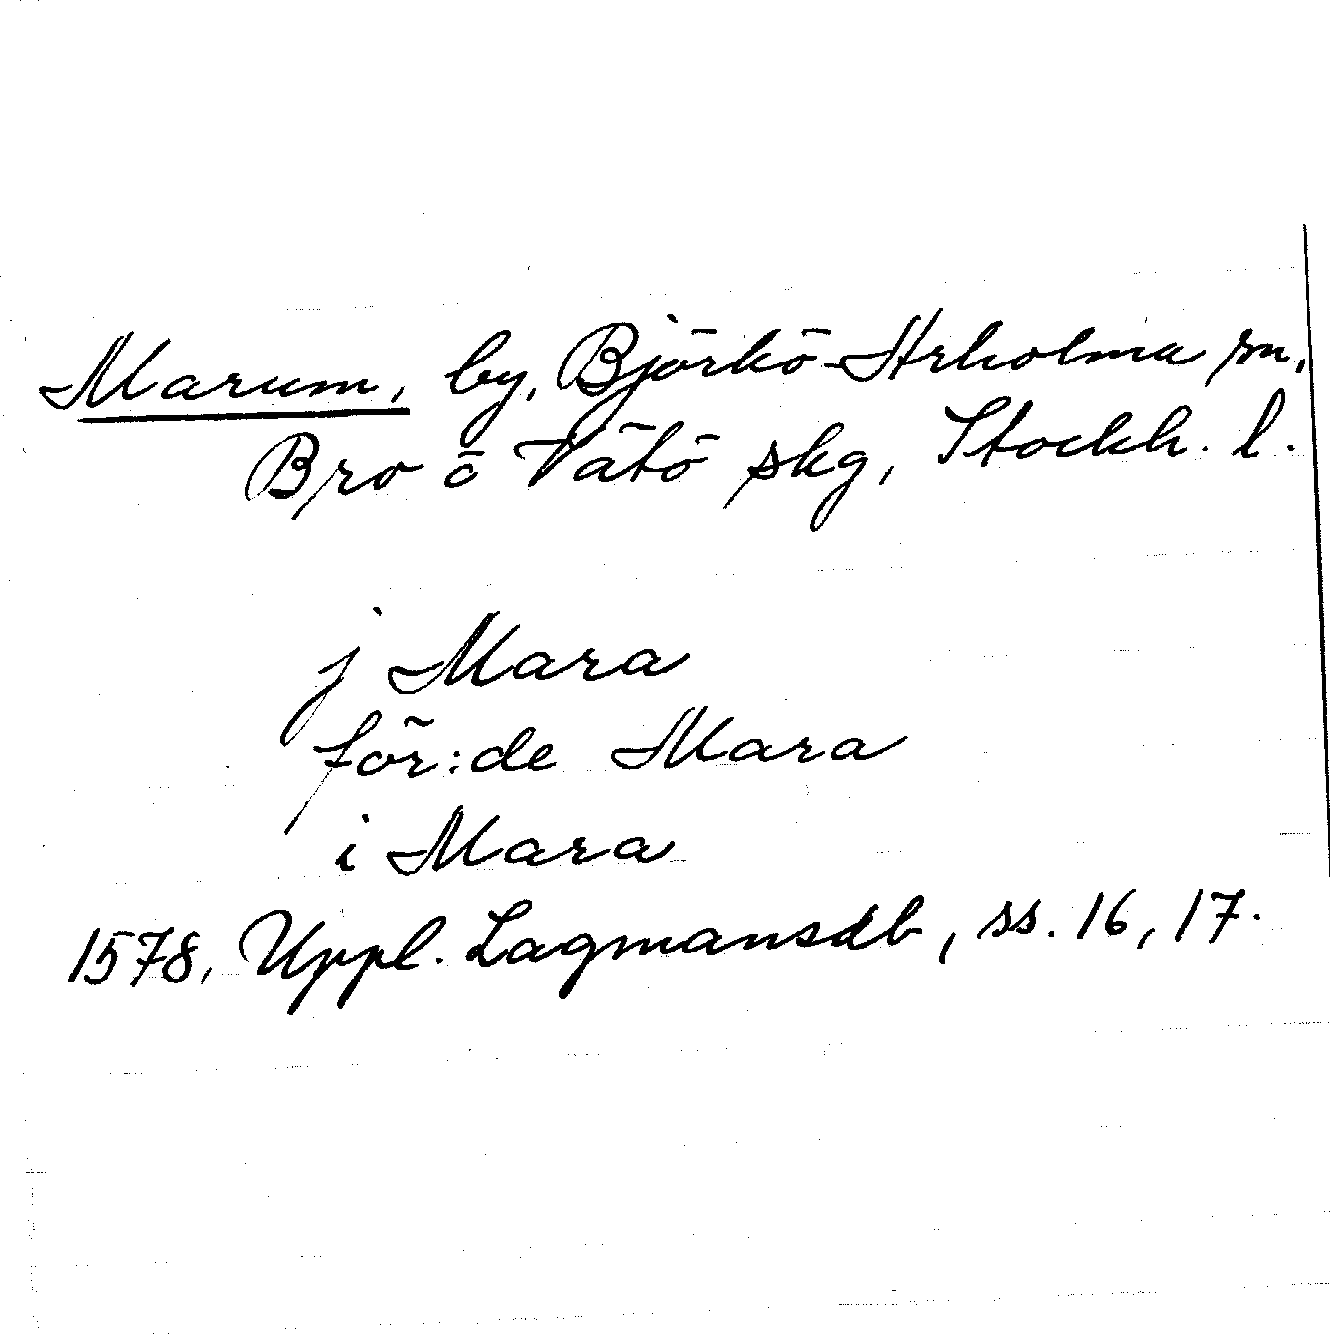 Marum, by, Björkö-Arholma sn,
Bro o Vätö skg, Stockh. l.
j Mara
för:de Mara
i Mara
1578, Uppl. Lagmansdb, ss. 16, 17.